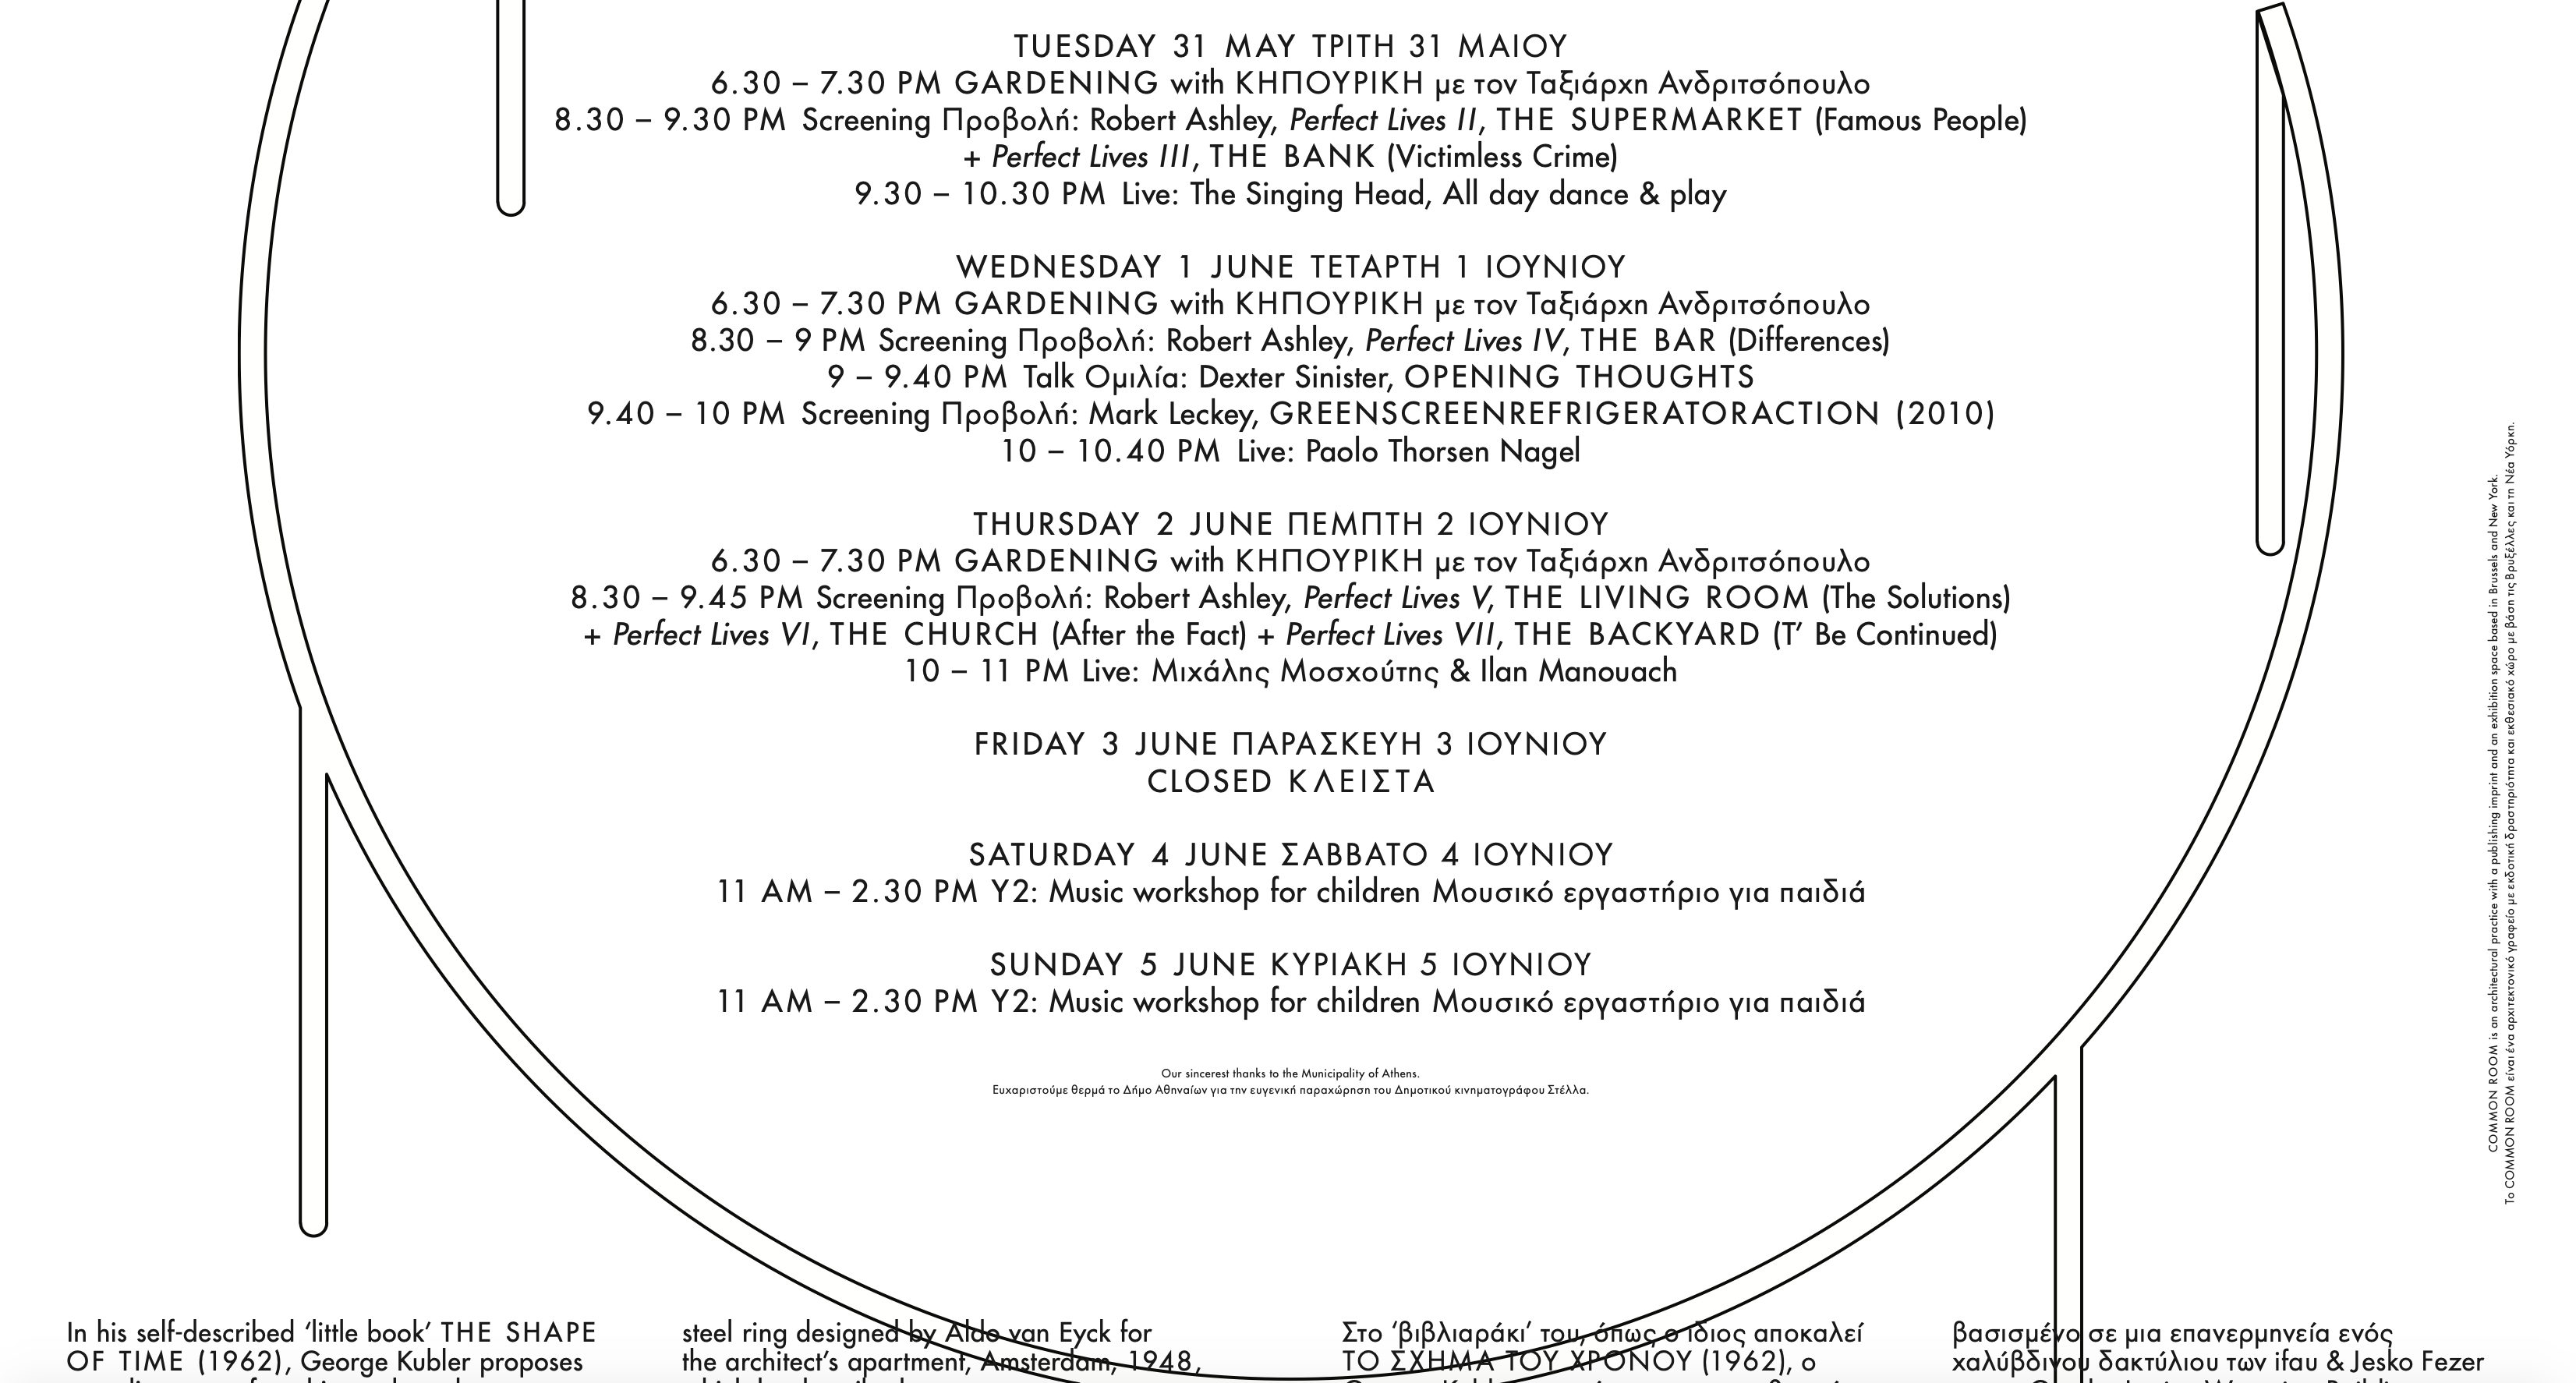 TUESDAY 31 MAY ΤΡΙΤΗ 31 ΜΑΙΟΥ
6.30 – 7.30 PM GARDENING with ΚΗΠΟΥΡΙΚΗ με τον Ταξιάρχη Ανδριτσόπουλο
8.30 – 9.30 PM Screening Προβολή: Robert Ashley, Perfect Lives II, THE SUPERMARKET (Famous People)
+ Perfect Lives III, THE BANK (Victimless Crime)
9.30 – 10.30 PM Live: The Singing Head, All day dance & play
WEDNESDAY 1 JUNE ΤΕΤΑΡΤΗ 1 ΙΟΥΝΙΟΥ
6.30 – 7.30 PM GARDENING with ΚΗΠΟΥΡΙΚΗ με τον Ταξιάρχη Ανδριτσόπουλο
8.30 – 9 PM Screening Προβολή: Robert Ashley, Perfect Lives IV, THE BAR (Differences)
9 – 9.40 PM Talk Ομιλία: Dexter Sinister, OPENING THOUGHTS
9.40 – 10 PM Screening Προβολή: Mark Leckey, GREENSCREENREFRIGERATORACTION (2010)
10 – 10.40 PM Live: Paolo Thorsen Nagel
THURSDAY 2 JUNE ΠΕΜΠΤΗ 2 ΙΟΥΝΙΟΥ
6.30 – 7.30 PM GARDENING with ΚΗΠΟΥΡΙΚΗ με τον Ταξιάρχη Ανδριτσόπουλο
8.30 – 9.45 PM Screening Προβολή: Robert Ashley, Perfect Lives V, THE LIVING ROOM (The Solutions)
+ Perfect Lives VI, THE CHURCH (After the Fact) + Perfect Lives VII, THE BACKYARD (T’ Be Continued)
10 – 11 PM Live: Μιχάλης Μοσχούτης & Ilan Manouach
FRIDAY 3 JUNE ΠΑΡΑΣΚΕΥΗ 3 ΙΟΥΝΙΟΥ
CLOSED ΚΛΕΙΣΤΑ
SATURDAY 4 JUNE ΣΑΒΒΑΤΟ 4 ΙΟΥΝΙΟΥ
11 AM – 2.30 PM Y2: Music workshop for children Μουσικό εργαστήριο για παιδιά
SUNDAY 5 JUNE ΚΥΡΙΑΚΗ 5 ΙΟΥΝΙΟΥ
11 AM – 2.30 PM Y2: Music workshop for children Μουσικό εργαστήριο για παιδιά
Our sincerest thanks to the Municipality of Athens.
Ευχαριστούμε θερμά το Δήμο Αθηναίων για την ευγενική παραχώρηση του Δημοτικού κινηματογράφου Στέλλα.
COMMON ROOM is an architectural practice with a publishing imprint and an exhibition space based in Brussels and New York.
Το COMMON ROOM είναι ένα αρχιτεκτονικό γραφείο με εκδοτική δραστηριότητα και εκθεσιακό χώρο με βάση τις Βρυξέλλες και τη Νέα Υόρκη.
In his self-described ‘little book’ THE SHAPE
OF TIME (1962), George Kubler proposes
steel ring designed by Aldo van Eyck for
the architect’s apartment, Amsterdam, 1948,
Στο ‘βιβλιαράκι’ του, όπως ο ίδιος αποκαλεί
ΤΟ ΣΧΗΜΑ ΤΟΥ ΧΡΟΝΟΥ (1962), ο
βασισμένο σε μια επανερμηνεία ενός
χαλύβδινου δακτύλιου των ifau & Jesko Fezer